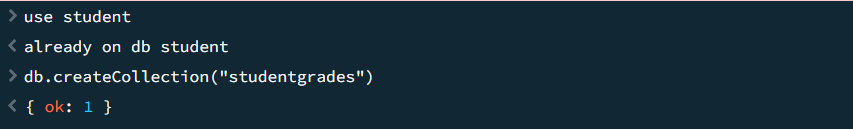 > use student
< already on db student
> db.createCollection("studentgrades")
< { ok: 1 }